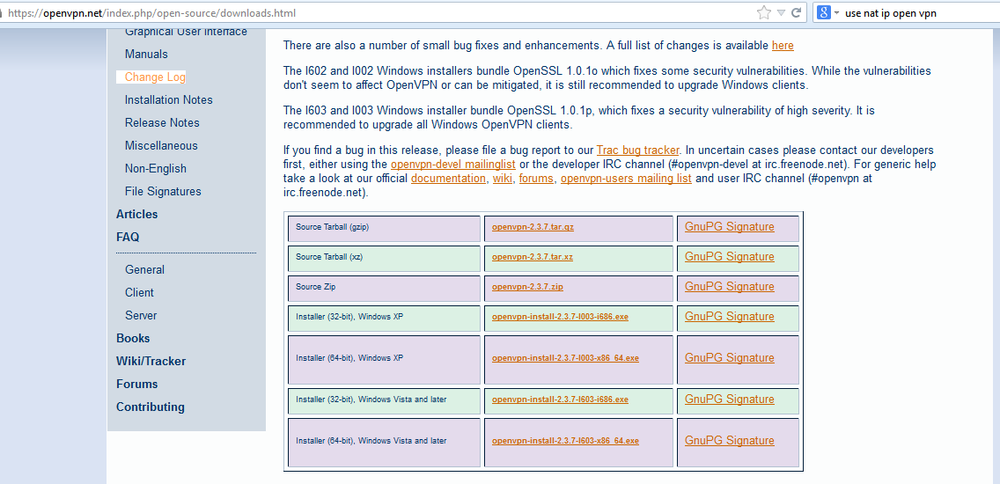 https://openvpn.net/index.php/open-source/downloads.html
use nat ip open vpn
Graphical User Interface
Manuals
Change Log
Installation Notes
Release Notes
Miscellaneous
Non-English
File Signatures
Articles
FAQ
General
Client
Server
Books
Wiki/Tracker
Forums
Contributing
There are also a number of small bug fixes and enhancements. A full list of changes is available here
The I602 and I002 Windows installers bundle OpenSSL 1.0.1o which fixes some security vulnerabilities. While the vulnerabilities
don't seem to affect OpenVPN or can be mitigated, it is still recommended to upgrade Windows clients.
The I603 and I003 Windows installer bundle OpenSSL 1.0.1p, which fixes a security vulnerability of high severity. It is
recommended to upgrade all Windows OpenVPN clients.
If you find a bug in this release, please file a bug report to our Trac bug tracker. In uncertain cases please contact our developers
first, either using the openvpn-devel mailinglist or the developer IRC channel (#openvpn-devel at irc.freenode.net). For generic help
take a look at our official documentation, wiki, forums, openvpn-users mailing list and user IRC channel (#openvpn at
irc.freenode.net).
Source Tarball (gzip) openvpn-2.3.7.tar.gz GnuPG Signature
Source Tarball (xz) openvpn-2.3.7.tar.xz GnuPG Signature
Source Zip openvpn-2.3.7.zip GnuPG Signature
Installer (32-bit), Windows XP openvpn-install-2.3.7-I003-i686.exe GnuPG Signature
Installer (64-bit), Windows XP openvpn-install-2.3.7-I003-x86_64.exe GnuPG Signature
Installer (32-bit), Windows Vista and later openvpn-install-2.3.7-I603-i686.exe GnuPG Signature
Installer (64-bit), Windows Vista and later openvpn-install-2.3.7-I603-x86_64.exe GnuPG Signature